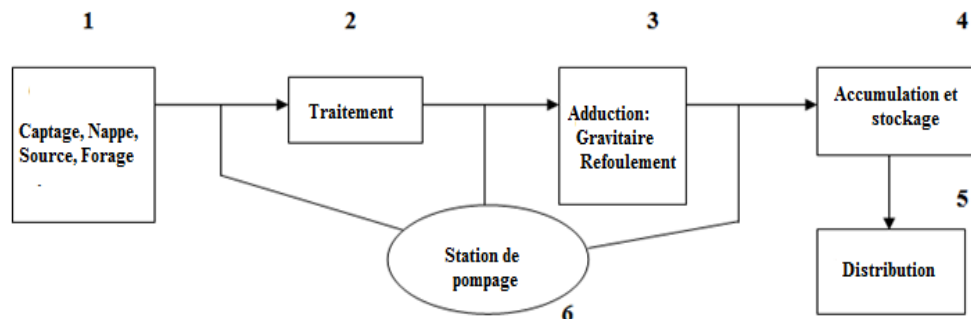 1
2
3
4
Captage, Nappe,
Source, Forage
Traitement
Adduction:
Gravitaire
Refoulement
Accumulation et
stockage
5
Distribution
Station de
pompage
6